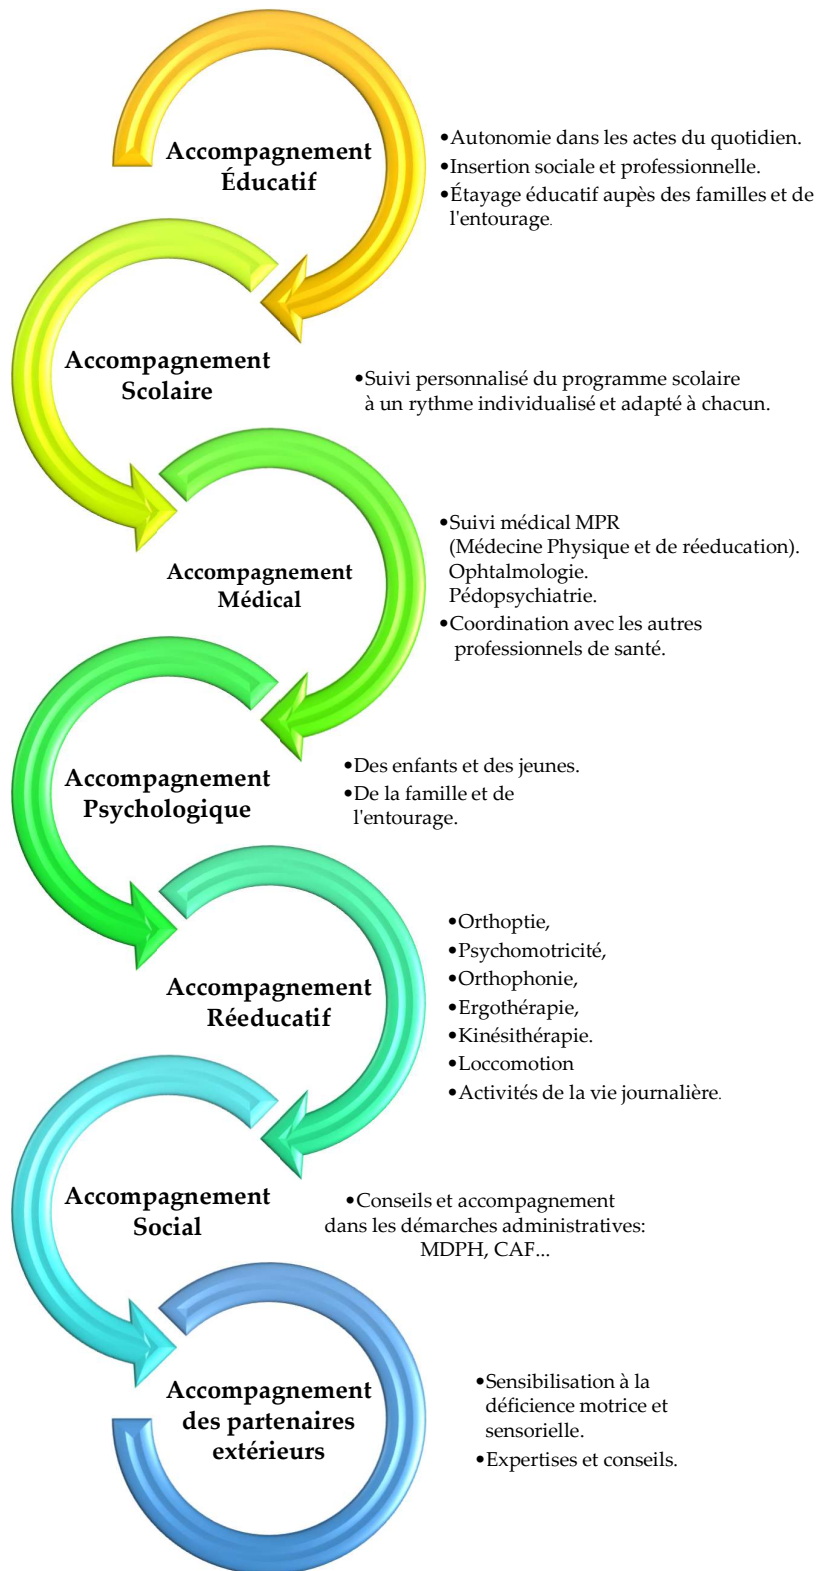 Accompagnement
Éducatif
•Autonomie dans les actes du quotidien.
•Insertion sociale et professionnelle.
•Étayage éducatif aupès des familles et de
l'entourage.
Accompagnement
Scolaire
•Suivi personnalisé du programme scolaire
à un rythme individualisé et adapté à chacun.
Accompagnement
Médical
•Suivi médical MPR
(Médecine Physique et de réeducation).
Ophtalmologie.
Pédopsychiatrie.
•Coordination avec les autres
professionnels de santé.
Accompagnement
Psychologique
•Des enfants et des jeunes.
•De la famille et de
l'entourage.
Accompagnement
Réeducatif
•Orthoptie,
•Psychomotricité,
•Orthophonie,
•Ergothérapie,
•Kinésithérapie.
•Loccomotion
•Activités de la vie journalière.
Accompagnement
Social
•Conseils et accompagnement
dans les démarches administratives:
MDPH, CAF...
Accompagnement
des partenaires
extérieurs
•Sensibilisation à la
déficience motrice et
sensorielle.
•Expertises et conseils.